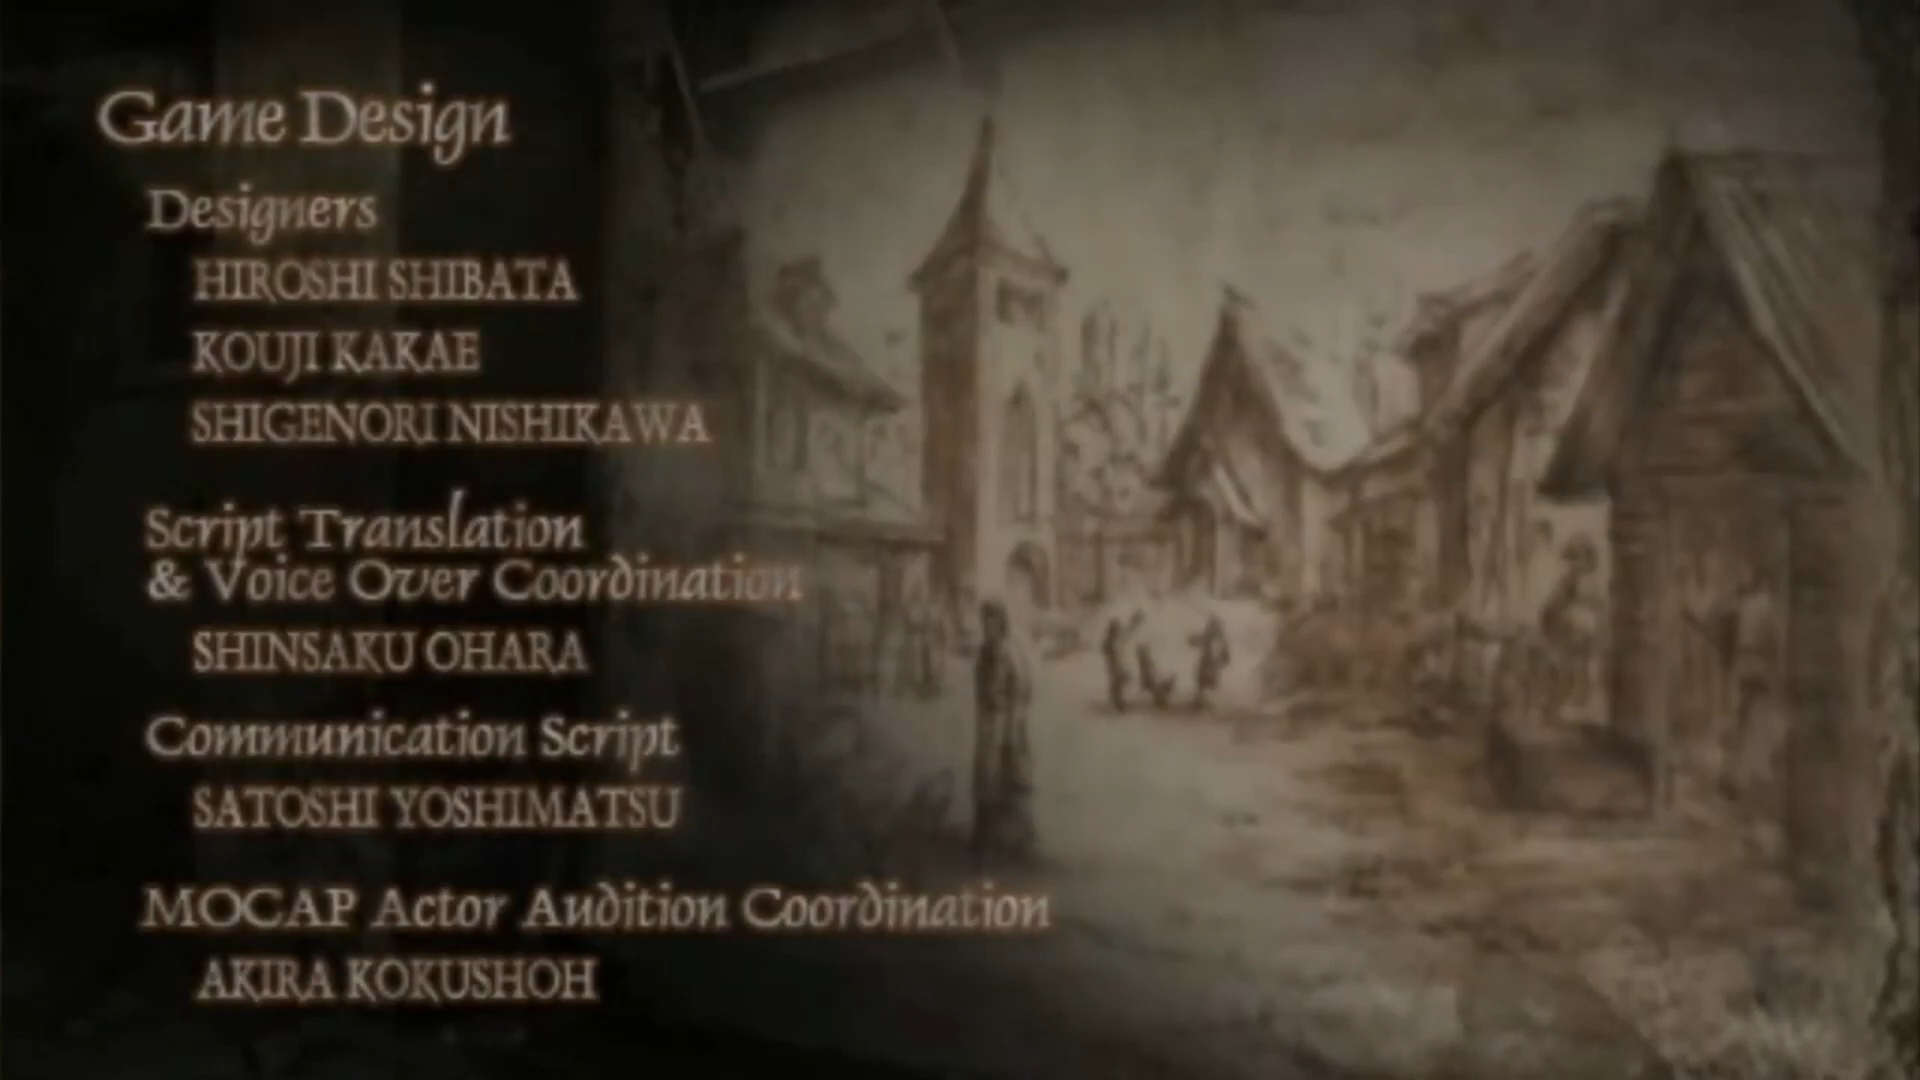 Game Design
Designers
HIROSHI SHIBATA
KOUJI KAKAE
SHIGENORI NISHIKAWA
Script Translation
& Voice Over Coordination
SHINSAKU OHARA
Communication Script
SATOSHI YOSHIMATSU
MOCAP Actor Audition Coordination
AKIRA KOKUSHOH